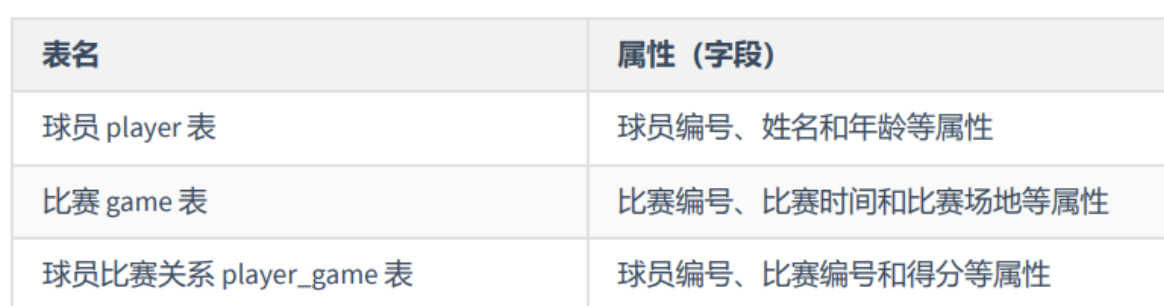 表名 属性（字段）
球员 player 表 球员编号、姓名和年龄等属性
比赛 game 表 比赛编号、比赛时间和比赛场地等属性
球员比赛关系 player_game 表 球员编号、比赛编号和得分等属性